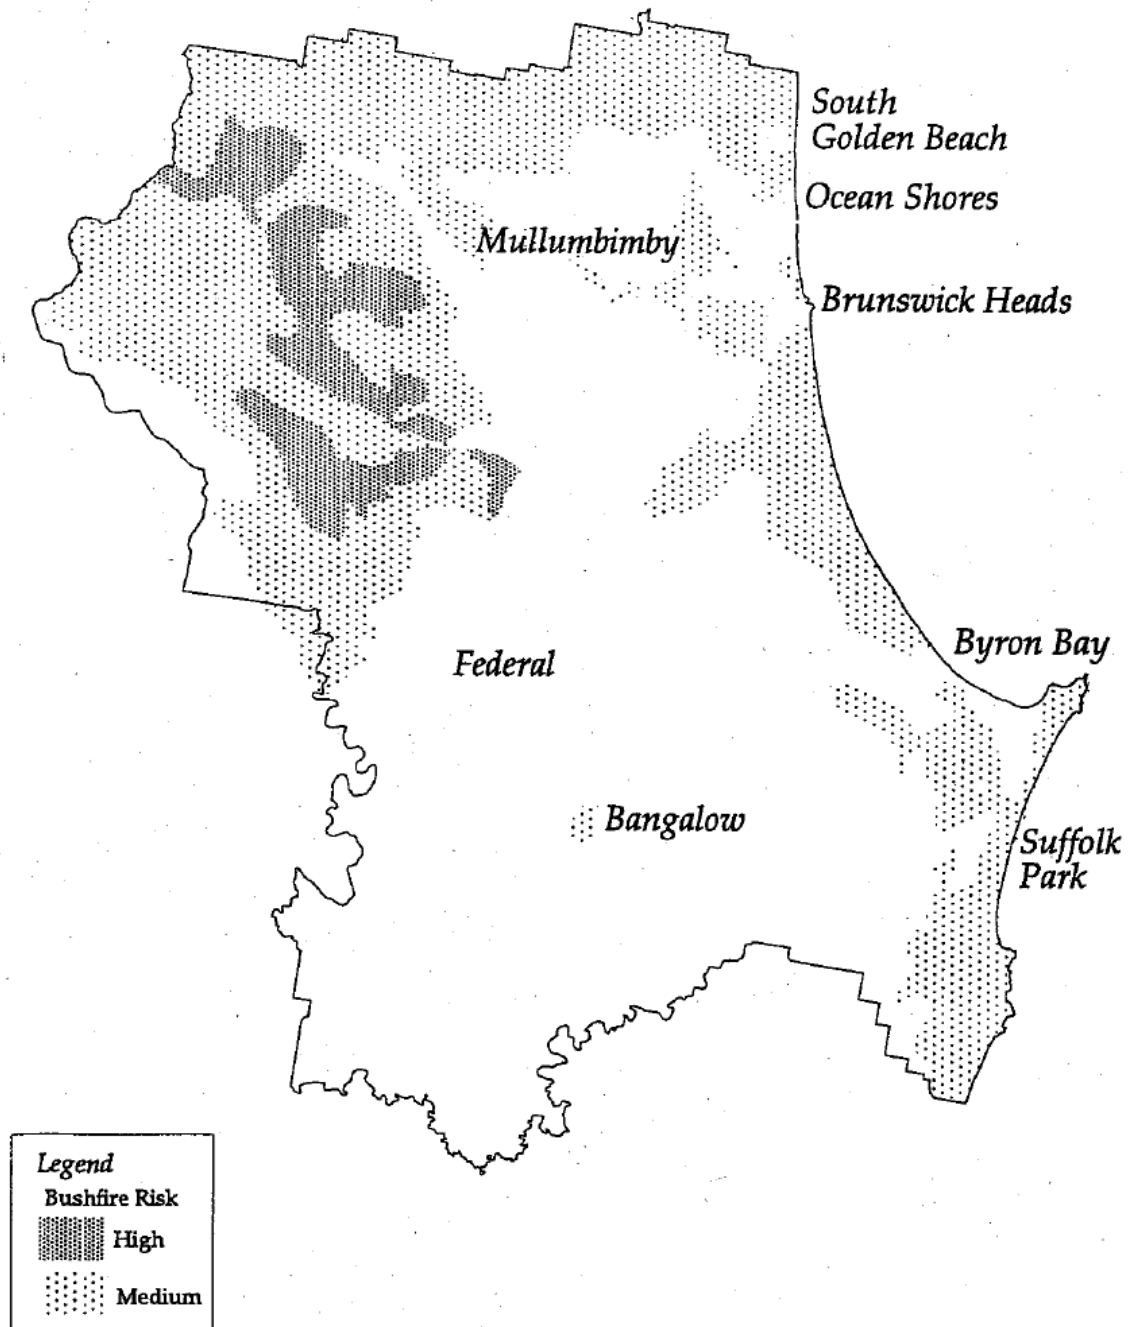 South
Golden Beach
Ocean Shores
Mullumbimby
Brunswick Heads
Byron Bay
Federal
Bangalow
Suffolk
Park
Legend
Bushfire Risk
High
Medium